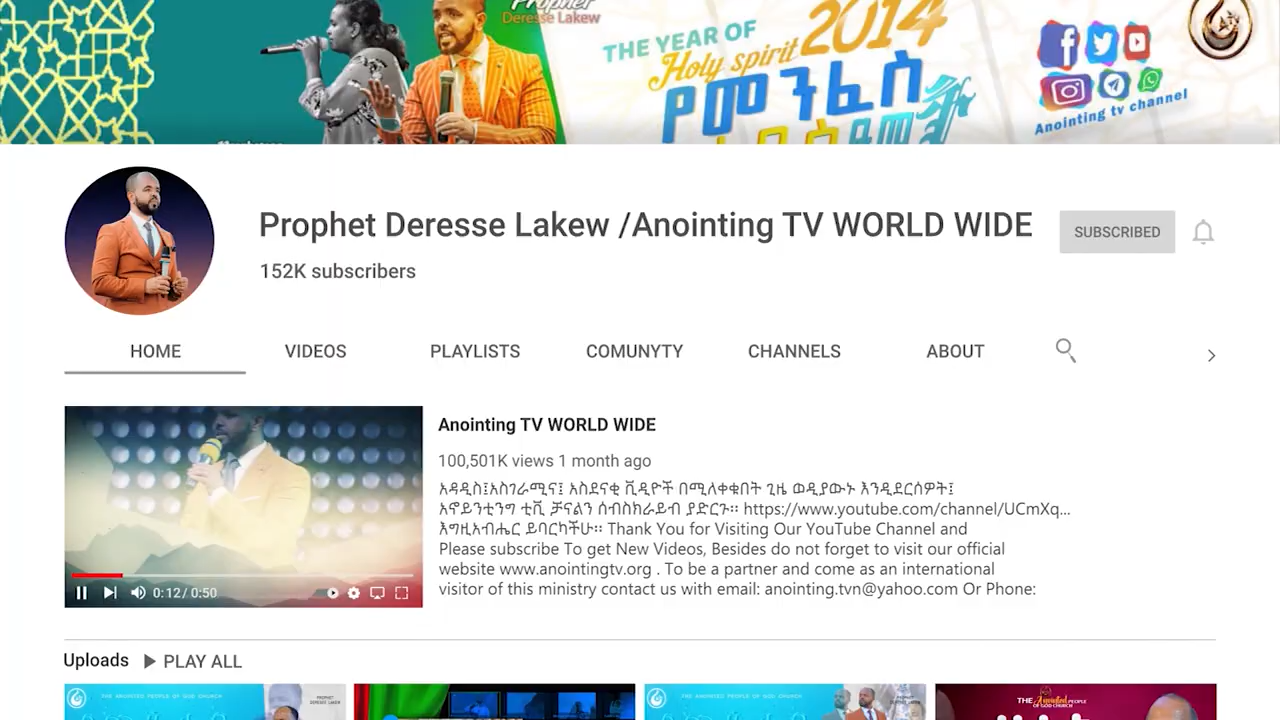 Prophet
Deresse Lakew
THE YEAR OF
Holy spirit 2014
የመንፈስ
Anointing tv channel
Prophet Deresse Lakew /Anointing TV WORLD WIDE
SUBSCRIBED
152K subscribers
HOME VIDEOS PLAYLISTS COMUNYTY CHANNELS ABOUT
Anointing TV WORLD WIDE
100,501K views 1 month ago
አዳዲስ፤አስገራሚና፤ አስደናቂ ቪዲዮች በሚለቀቁበት ጊዜ ወዲያውኑ እንዲደርሰዎት፤
አኖይንቲንግ ቲቪ ቻናልን ሰብስክራይብ ያድርጉ፡፡ https://www.youtube.com/channel/UCmXq...
እግዚአብሔር ይባርካችሁ፡፡ Thank You for Visiting Our YouTube Channel and
Please subscribe To get New Videos, Besides do not forget to visit our official
website www.anointingtv.org . To be a partner and come as an international
visitor of this ministry contact us with email: anointing.tvn@yahoo.com Or Phone:
0:12/0:50
Uploads PLAY ALL
THE ANOINTED PEOPLE OF GOD CHURCH
PROPHET
DERESSE LAKEW
THE ANOINTED PEOPLE OF GOD CHURCH
PROPHET
DERESSE LAKEW
THE Anointed PEOPLE
OF GOD CHURCH